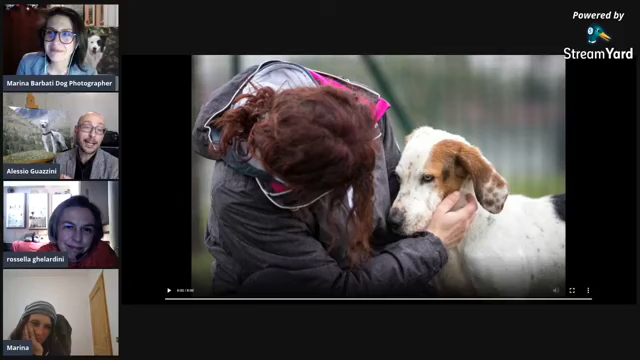 Powered by
StreamYard
Marina Barbati Dog Photographer
Alessio Guazzini
rossella ghelardini
Marina